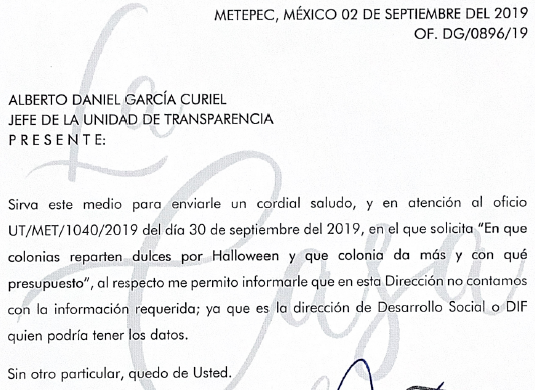 METEPEC, MÉXICO 02 DE SEPTIEMBRE DEL 2019
OF. DG/0896/19
ALBERTO DANIEL GARCÍA CURIEL
JEFE DE LA UNIDAD DE TRANSPARENCIA
P R E S E N T E:
Sirva este medio para enviarle un cordial saludo, y en atención al oficio
UT/MET/1040/2019 del día 30 de septiembre del 2019, en el que solicita "En que
colonias reparten dulces por Halloween y que colonia da más y con qué
presupuesto", al respecto me permito informarle que en esta Dirección no contamos
con la información requerida; ya que es la dirección de Desarrollo Social o DIF
quien podría tener los datos.
Sin otro particular, quedo de Usted.
La
Casa